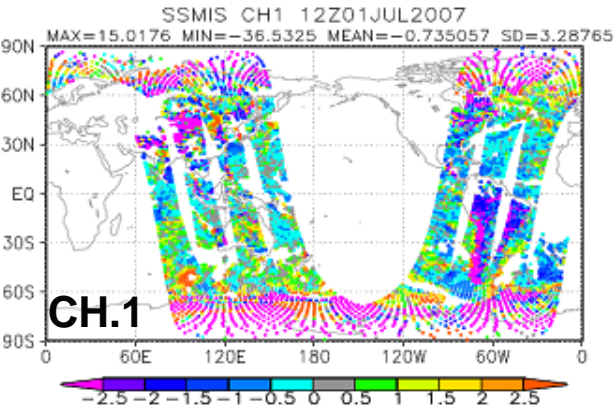 SSMIS CH1 12Z01JUL2007
MAX=15.0176 MIN=−36.5325 MEAN=−0.735057 SD=3.28765
90N
60N
30N
EQ
30S
60S
90S
CH.1
0 60E 120E 180 120W 60W 0
−2.5 −2 −1.5 −1 −0.5 0 0.5 1 1.5 2 2.5